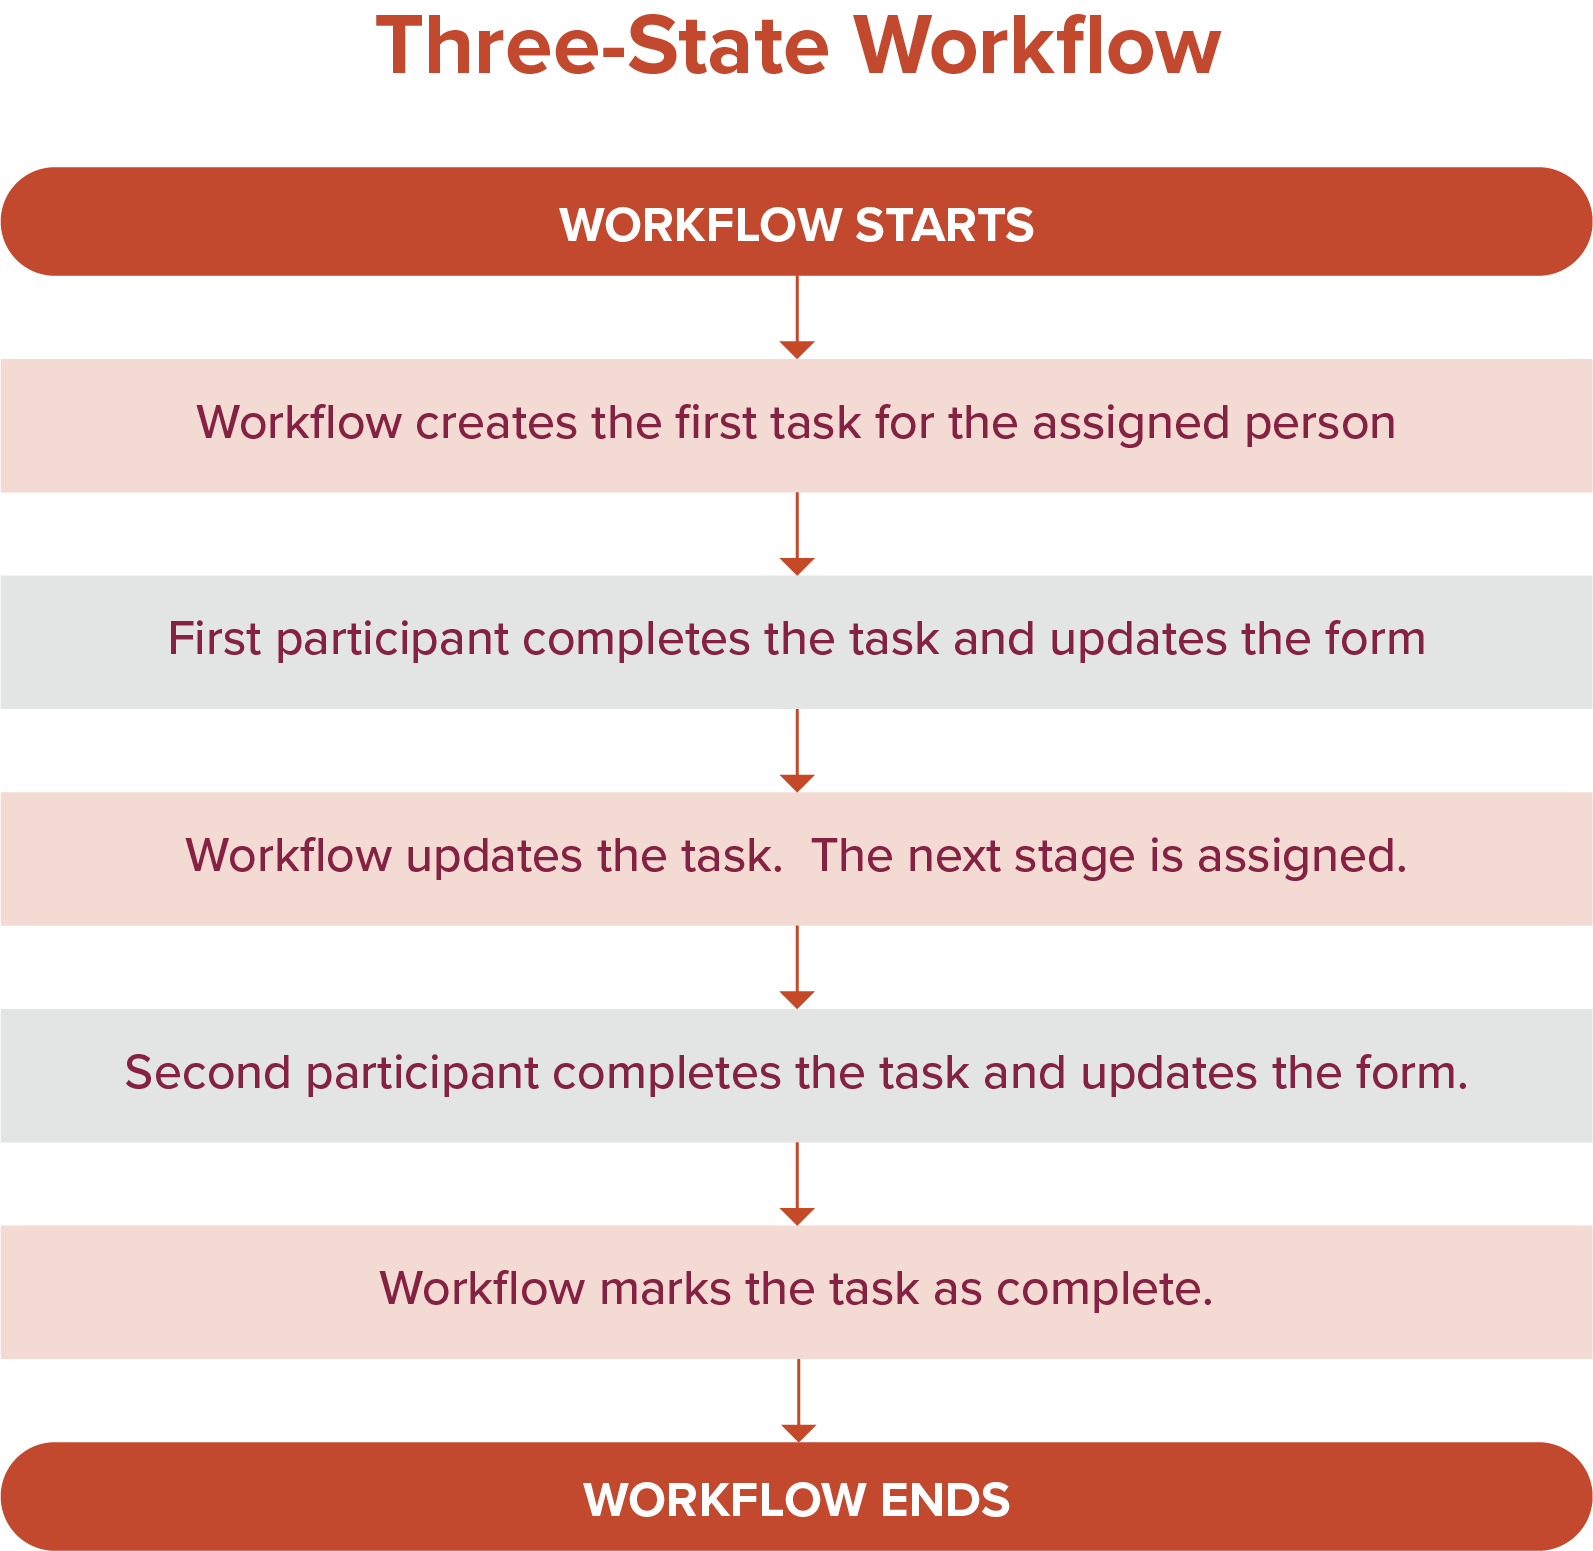 Three-State Workflow
WORKFLOW STARTS
Workflow creates the first task for the assigned person
First participant completes the task and updates the form
Workflow updates the task.  The next stage is assigned.
Second participant completes the task and updates the form.
Workflow marks the task as complete.
WORKFLOW ENDS